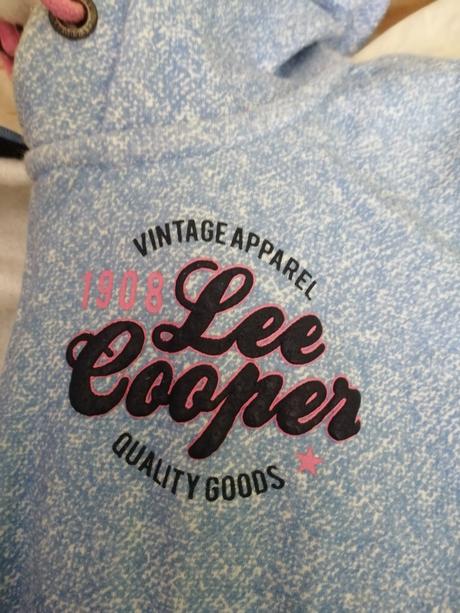 VINTAGE APPAREL
1908
Lee
Cooper
QUALITY GOODS